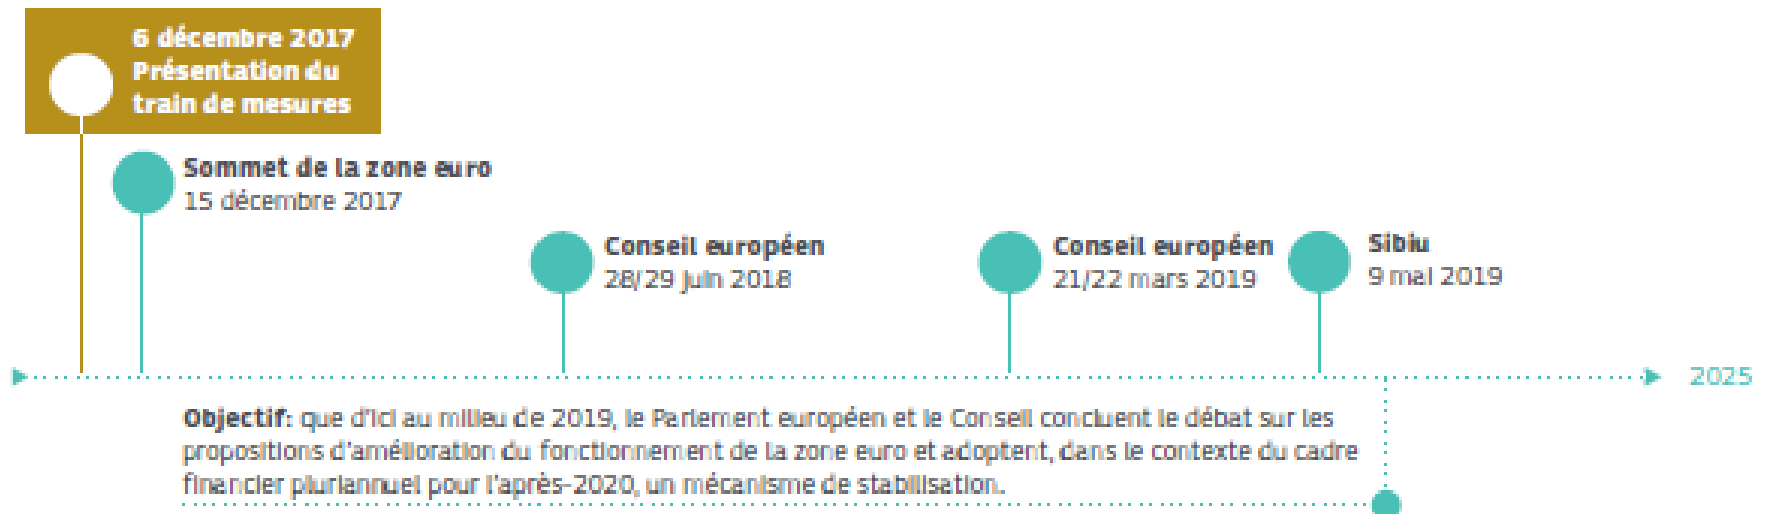 6 décembre 2017
Présentation du
train de mesures
Sommet de la zone euro
15 décembre 2017
Conseil européen
28/29 juin 2018
Conseil européen
21/22 mars 2019
Sibiu
9 mai 2019
2025
Objectif: que d'ici au milieu de 2019, le Parlement européen et le Conseil concluent le débat sur les
propositions d'amélioration du fonctionnement de la zone euro et adoptent, dans le contexte du cadre
financier pluriannuel pour l'après-2020, un mécanisme de stabilisation.